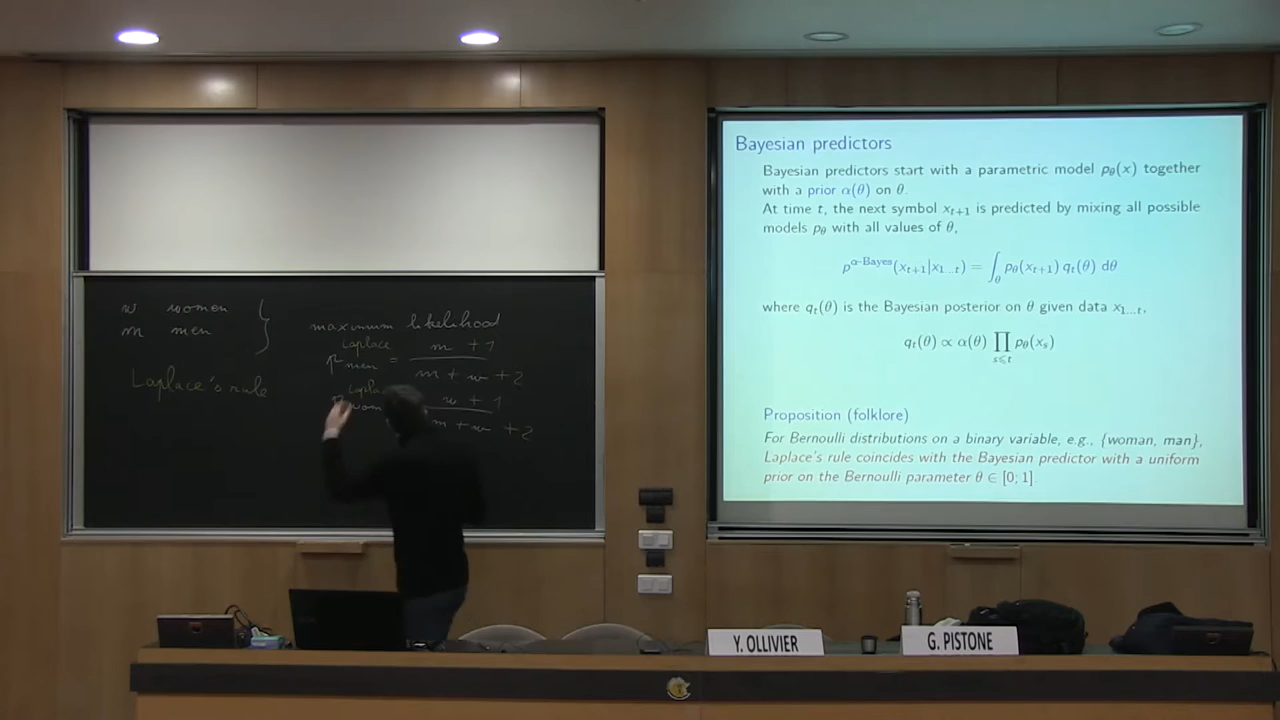 w women
m men
Laplace's rule
maximum likelihood
Laplace
p men = m + 1
m + w + 2
Laplace
w + 1
m + w + 2
Bayesian predictors
Bayesian predictors start with a parametric model pθ(x) together
with a prior α(θ) on θ.
At time t, the next symbol xt+1 is predicted by mixing all possible
models pθ with all values of θ,
p^α-Bayes(xt+1|x1...t) = ∫θ pθ(xt+1) qt(θ) dθ
where qt(θ) is the Bayesian posterior on θ given data x1...t,
qt(θ) ∝ α(θ) ∏ pθ(xs)
s⩽t
Proposition (folklore)
For Bernoulli distributions on a binary variable, e.g., {woman, man},
Laplace's rule coincides with the Bayesian predictor with a uniform
prior on the Bernoulli parameter θ ∈ [0; 1].
Y. OLLIVIER
G. PISTONE